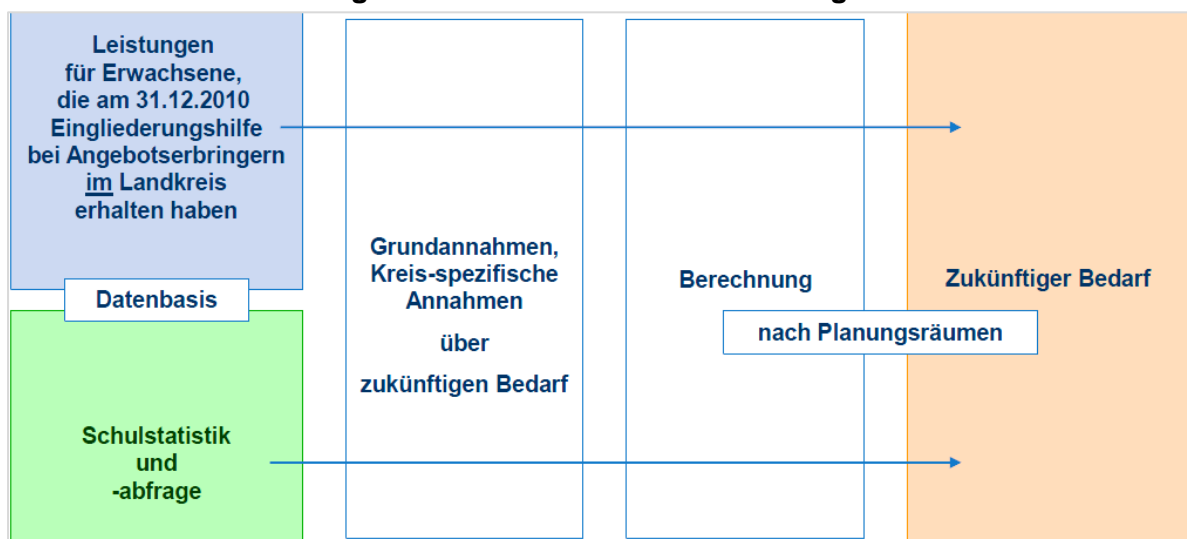 Leistungen
für Erwachsene,
die am 31.12.2010
Eingliederungshilfe
bei Angebotserbringern
im Landkreis
erhalten haben
Datenbasis
Schulstatistik
und
-abfrage
Grundannahmen,
Kreis-spezifische
Annahmen
über
zukünftigen Bedarf
Berechnung
Zukünftiger Bedarf
nach Planungsräumen